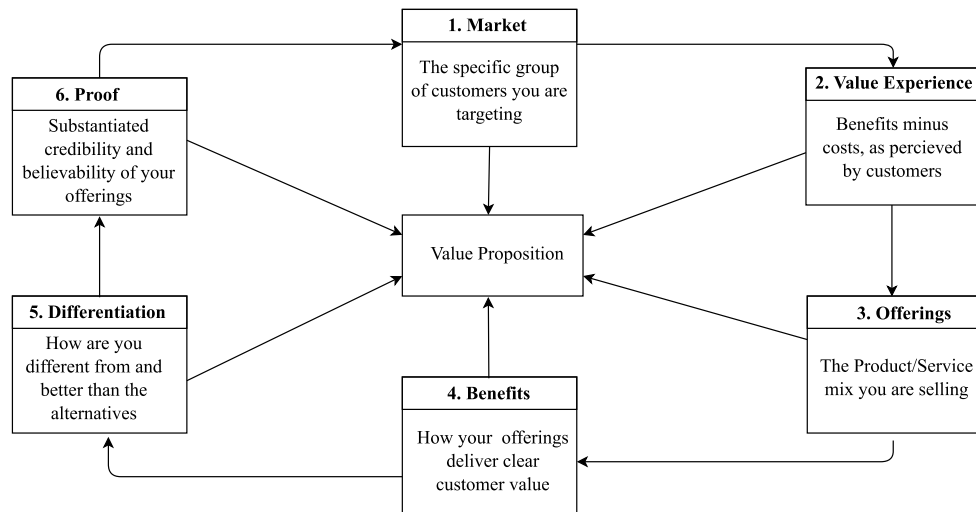 1. Market
The specific group
of customers you are
targeting
2. Value Experience
Benefits minus
costs, as percieved
by customers
3. Offerings
The Product/Service
mix you are selling
4. Benefits
How your offerings
deliver clear
customer value
5. Differentiation
How are you
different from and
better than the
alternatives
6. Proof
Substantiated
credibility and
believability of your
offerings
Value Proposition